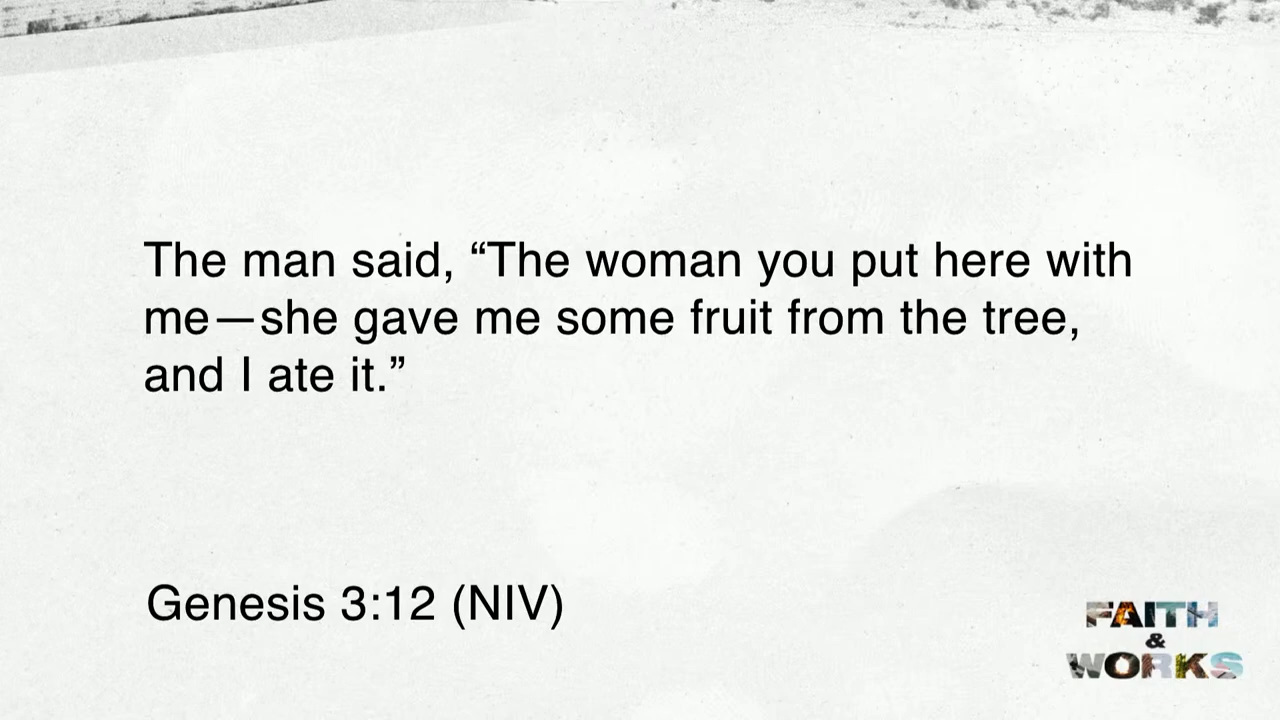 The man said, “The woman you put here with
me—she gave me some fruit from the tree,
and I ate it.”
Genesis 3:12 (NIV)
FAITH
&
WORKS